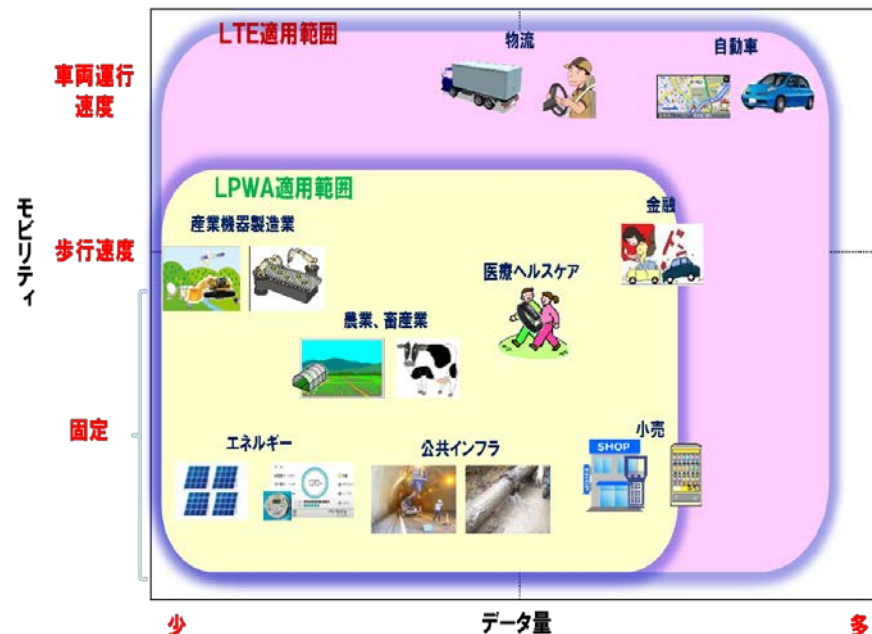 LTE適用範囲
物流
自動車
車両運行
速度
LPWA適用範囲
産業機器製造業
金融
モビリティ
歩行速度
医療ヘルスケア
農業、畜産業
固定
エネルギー
公共インフラ
小売
SHOP
少
データ量
多